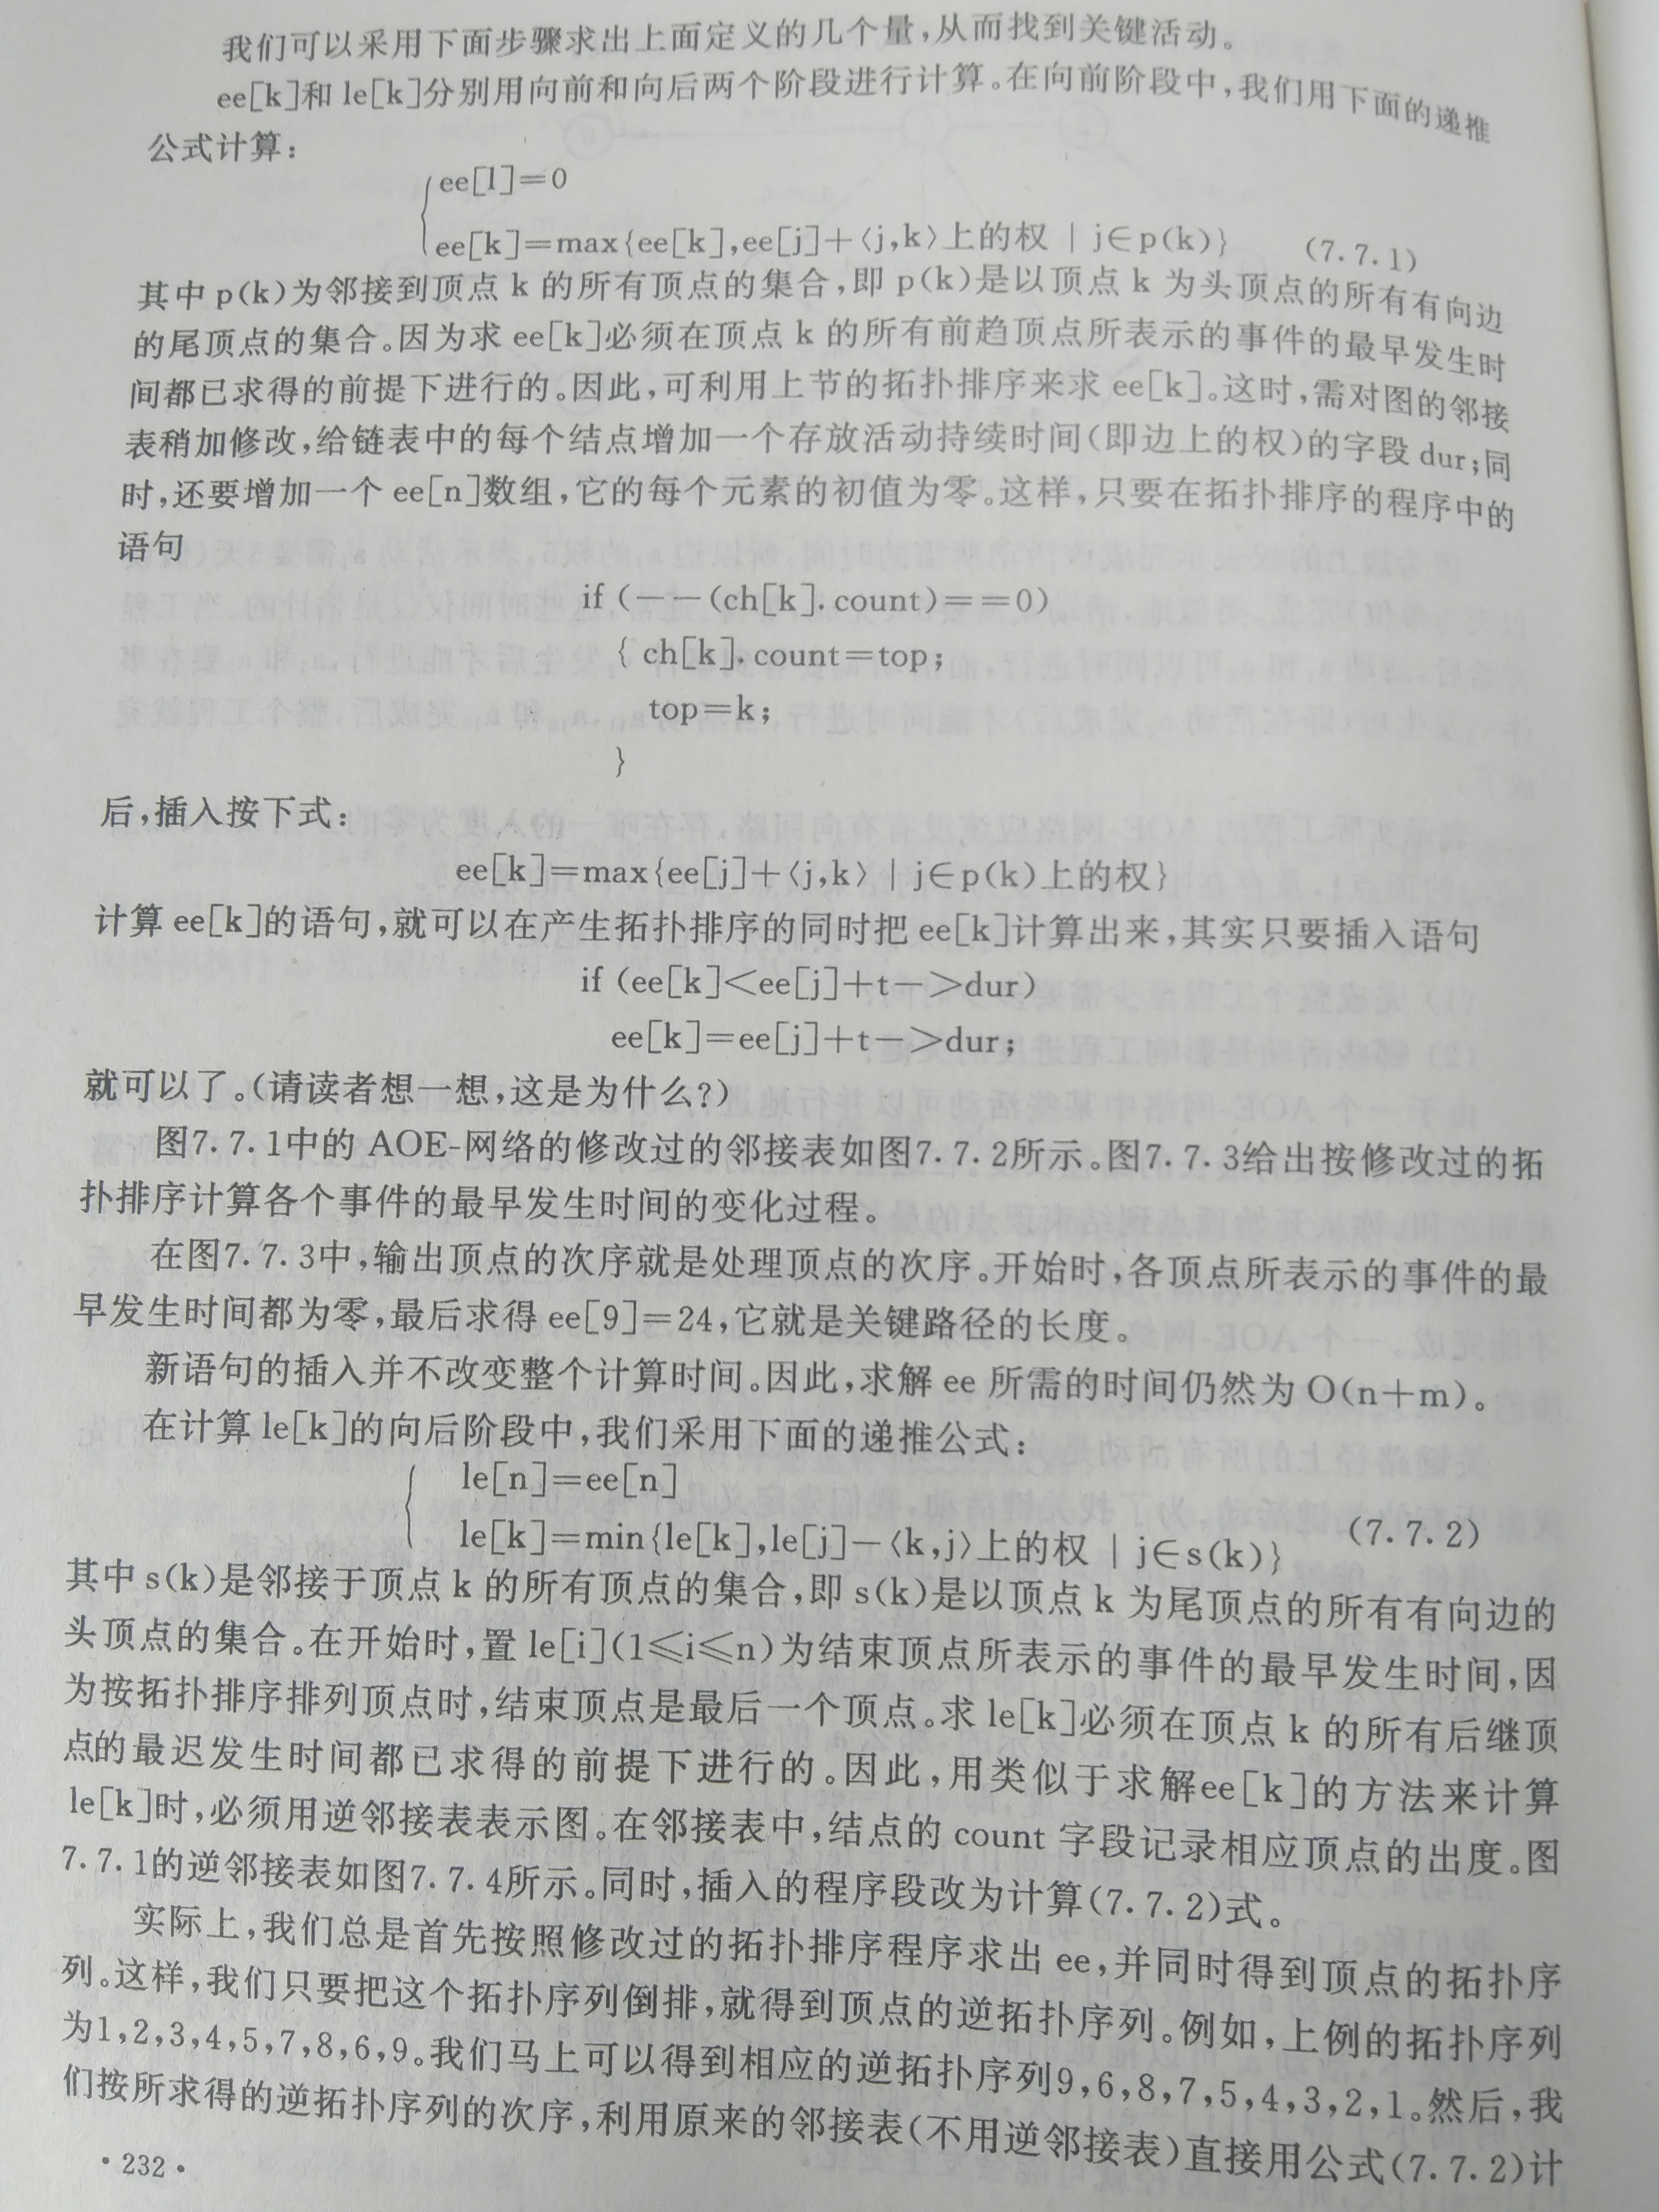 我们可以采用下面步骤求出上面定义的几个量,从而找到关键活动。
ee[k]和 le[k]分别用向前和向后两个阶段进行计算。在向前阶段中,我们用下面的递推
公式计算:
ee[1]=0
ee[k]=max{ee[k],ee[j]+⟨j,k⟩上的权 | j∈p(k)} (7.7.1)
其中 p(k)为邻接到顶点 k 的所有顶点的集合,即 p(k)是以顶点 k 为头顶点的所有有向边
的尾顶点的集合。因为求 ee[k]必须在顶点 k 的所有前趋顶点所表示的事件的最早发生时
间都已求得的前提下进行的。因此,可利用上节的拓扑排序来求 ee[k]。这时,需对图的邻接
表稍加修改,给链表中的每个结点增加一个存放活动持续时间(即边上的权)的字段 dur;同
时,还要增加一个 ee[n]数组,它的每个元素的初值为零。这样,只要在拓扑排序的程序中的
语句
if (--(ch[k].count)==0)
{ ch[k].count=top;
top=k;
}
后,插入按下式:
ee[k]=max{ee[j]+⟨j,k⟩ | j∈p(k)上的权}
计算 ee[k]的语句,就可以在产生拓扑排序的同时把 ee[k]计算出来,其实只要插入语句
if (ee[k]<ee[j]+t->dur)
ee[k]=ee[j]+t->dur;
就可以了。(请读者想一想,这是为什么?)
图7.7.1中的 AOE-网络的修改过的邻接表如图7.7.2所示。图7.7.3给出按修改过的拓
扑排序计算各个事件的最早发生时间的变化过程。
在图7.7.3中,输出顶点的次序就是处理顶点的次序。开始时,各顶点所表示的事件的最
早发生时间都为零,最后求得 ee[9]=24,它就是关键路径的长度。
新语句的插入并不改变整个计算时间。因此,求解 ee 所需的时间仍然为 O(n+m)。
在计算 le[k]的向后阶段中,我们采用下面的递推公式:
le[n]=ee[n]
le[k]=min{le[k],le[j]-⟨k,j⟩上的权 | j∈s(k)} (7.7.2)
其中 s(k)是邻接于顶点 k 的所有顶点的集合,即 s(k)是以顶点 k 为尾顶点的所有有向边的
头顶点的集合。在开始时,置 le[i](1≤i≤n)为结束顶点所表示的事件的最早发生时间,因
为按拓扑排序排列顶点时,结束顶点是最后一个顶点。求 le[k]必须在顶点 k 的所有后继顶
点的最迟发生时间都已求得的前提下进行的。因此,用类似于求解ee[k]的方法来计算
le[k]时,必须用逆邻接表表示图。在邻接表中,结点的 count 字段记录相应顶点的出度。图
7.7.1的逆邻接表如图7.7.4所示。同时,插入的程序段改为计算(7.7.2)式。
实际上,我们总是首先按照修改过的拓扑排序程序求出 ee,并同时得到顶点的拓扑序
列。这样,我们只要把这个拓扑序列倒排,就得到顶点的逆拓扑序列。例如,上例的拓扑序列
为1,2,3,4,5,7,8,6,9。我们马上可以得到相应的逆拓扑序列9,6,8,7,5,4,3,2,1。然后,我
们按所求得的逆拓扑序列的次序,利用原来的邻接表(不用逆邻接表)直接用公式(7.7.2)计
·232·